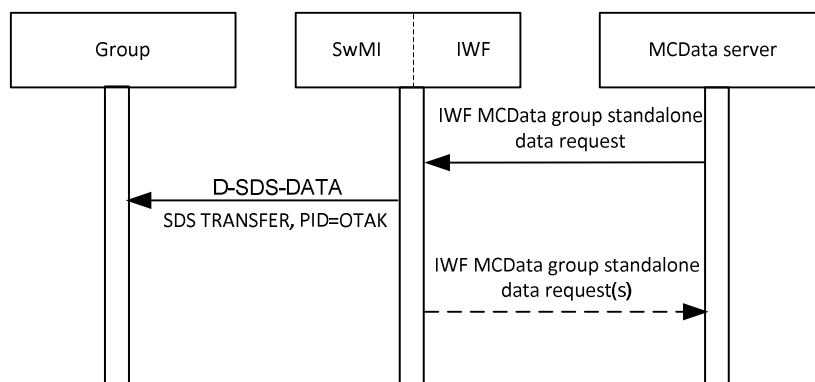 Group
SwMI
IWF
MCData server
IWF MCData group standalone
data request
D-SDS-DATA
SDS TRANSFER, PID=OTAK
IWF MCData group standalone
data request(s)